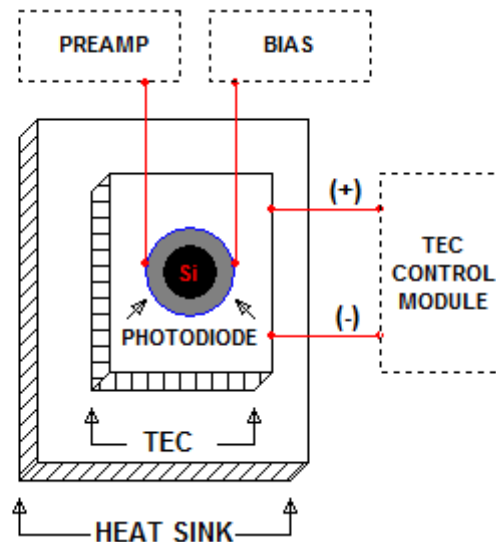 PREAMP
BIAS
(+)
TEC
CONTROL
MODULE
Si
(-)
PHOTODIODE
TEC
HEAT SINK